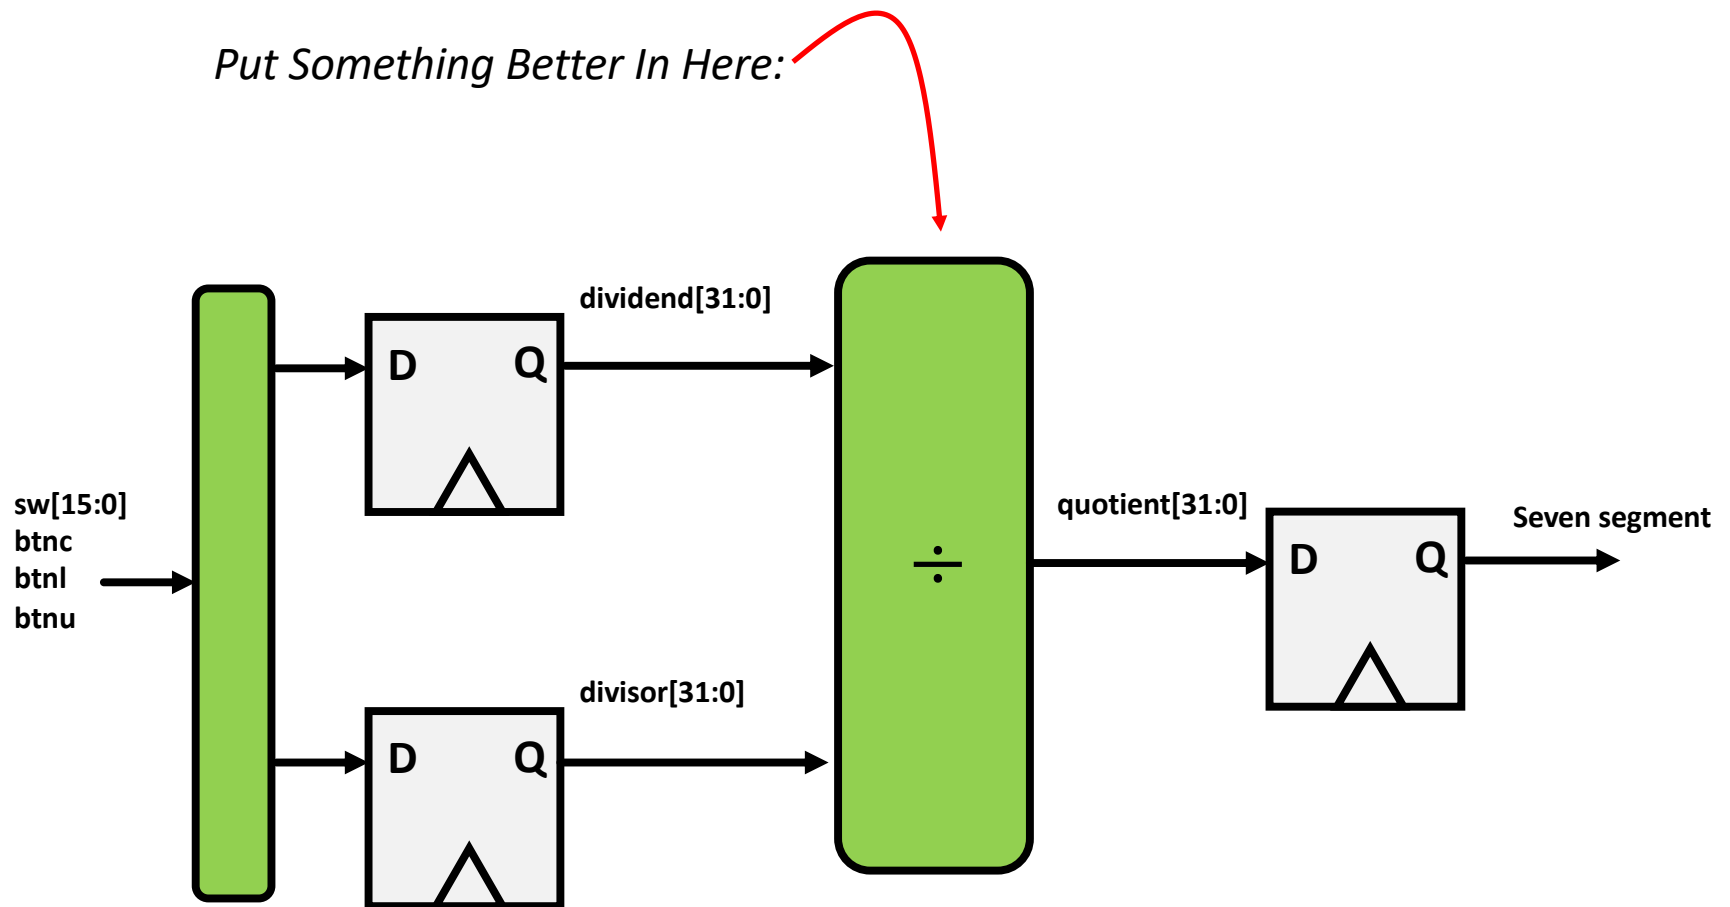 Put Something Better In Here:
dividend[31:0]
D Q
sw[15:0]
btnc
btnl
btnu
÷
quotient[31:0]
D Q
Seven segment
divisor[31:0]
D Q